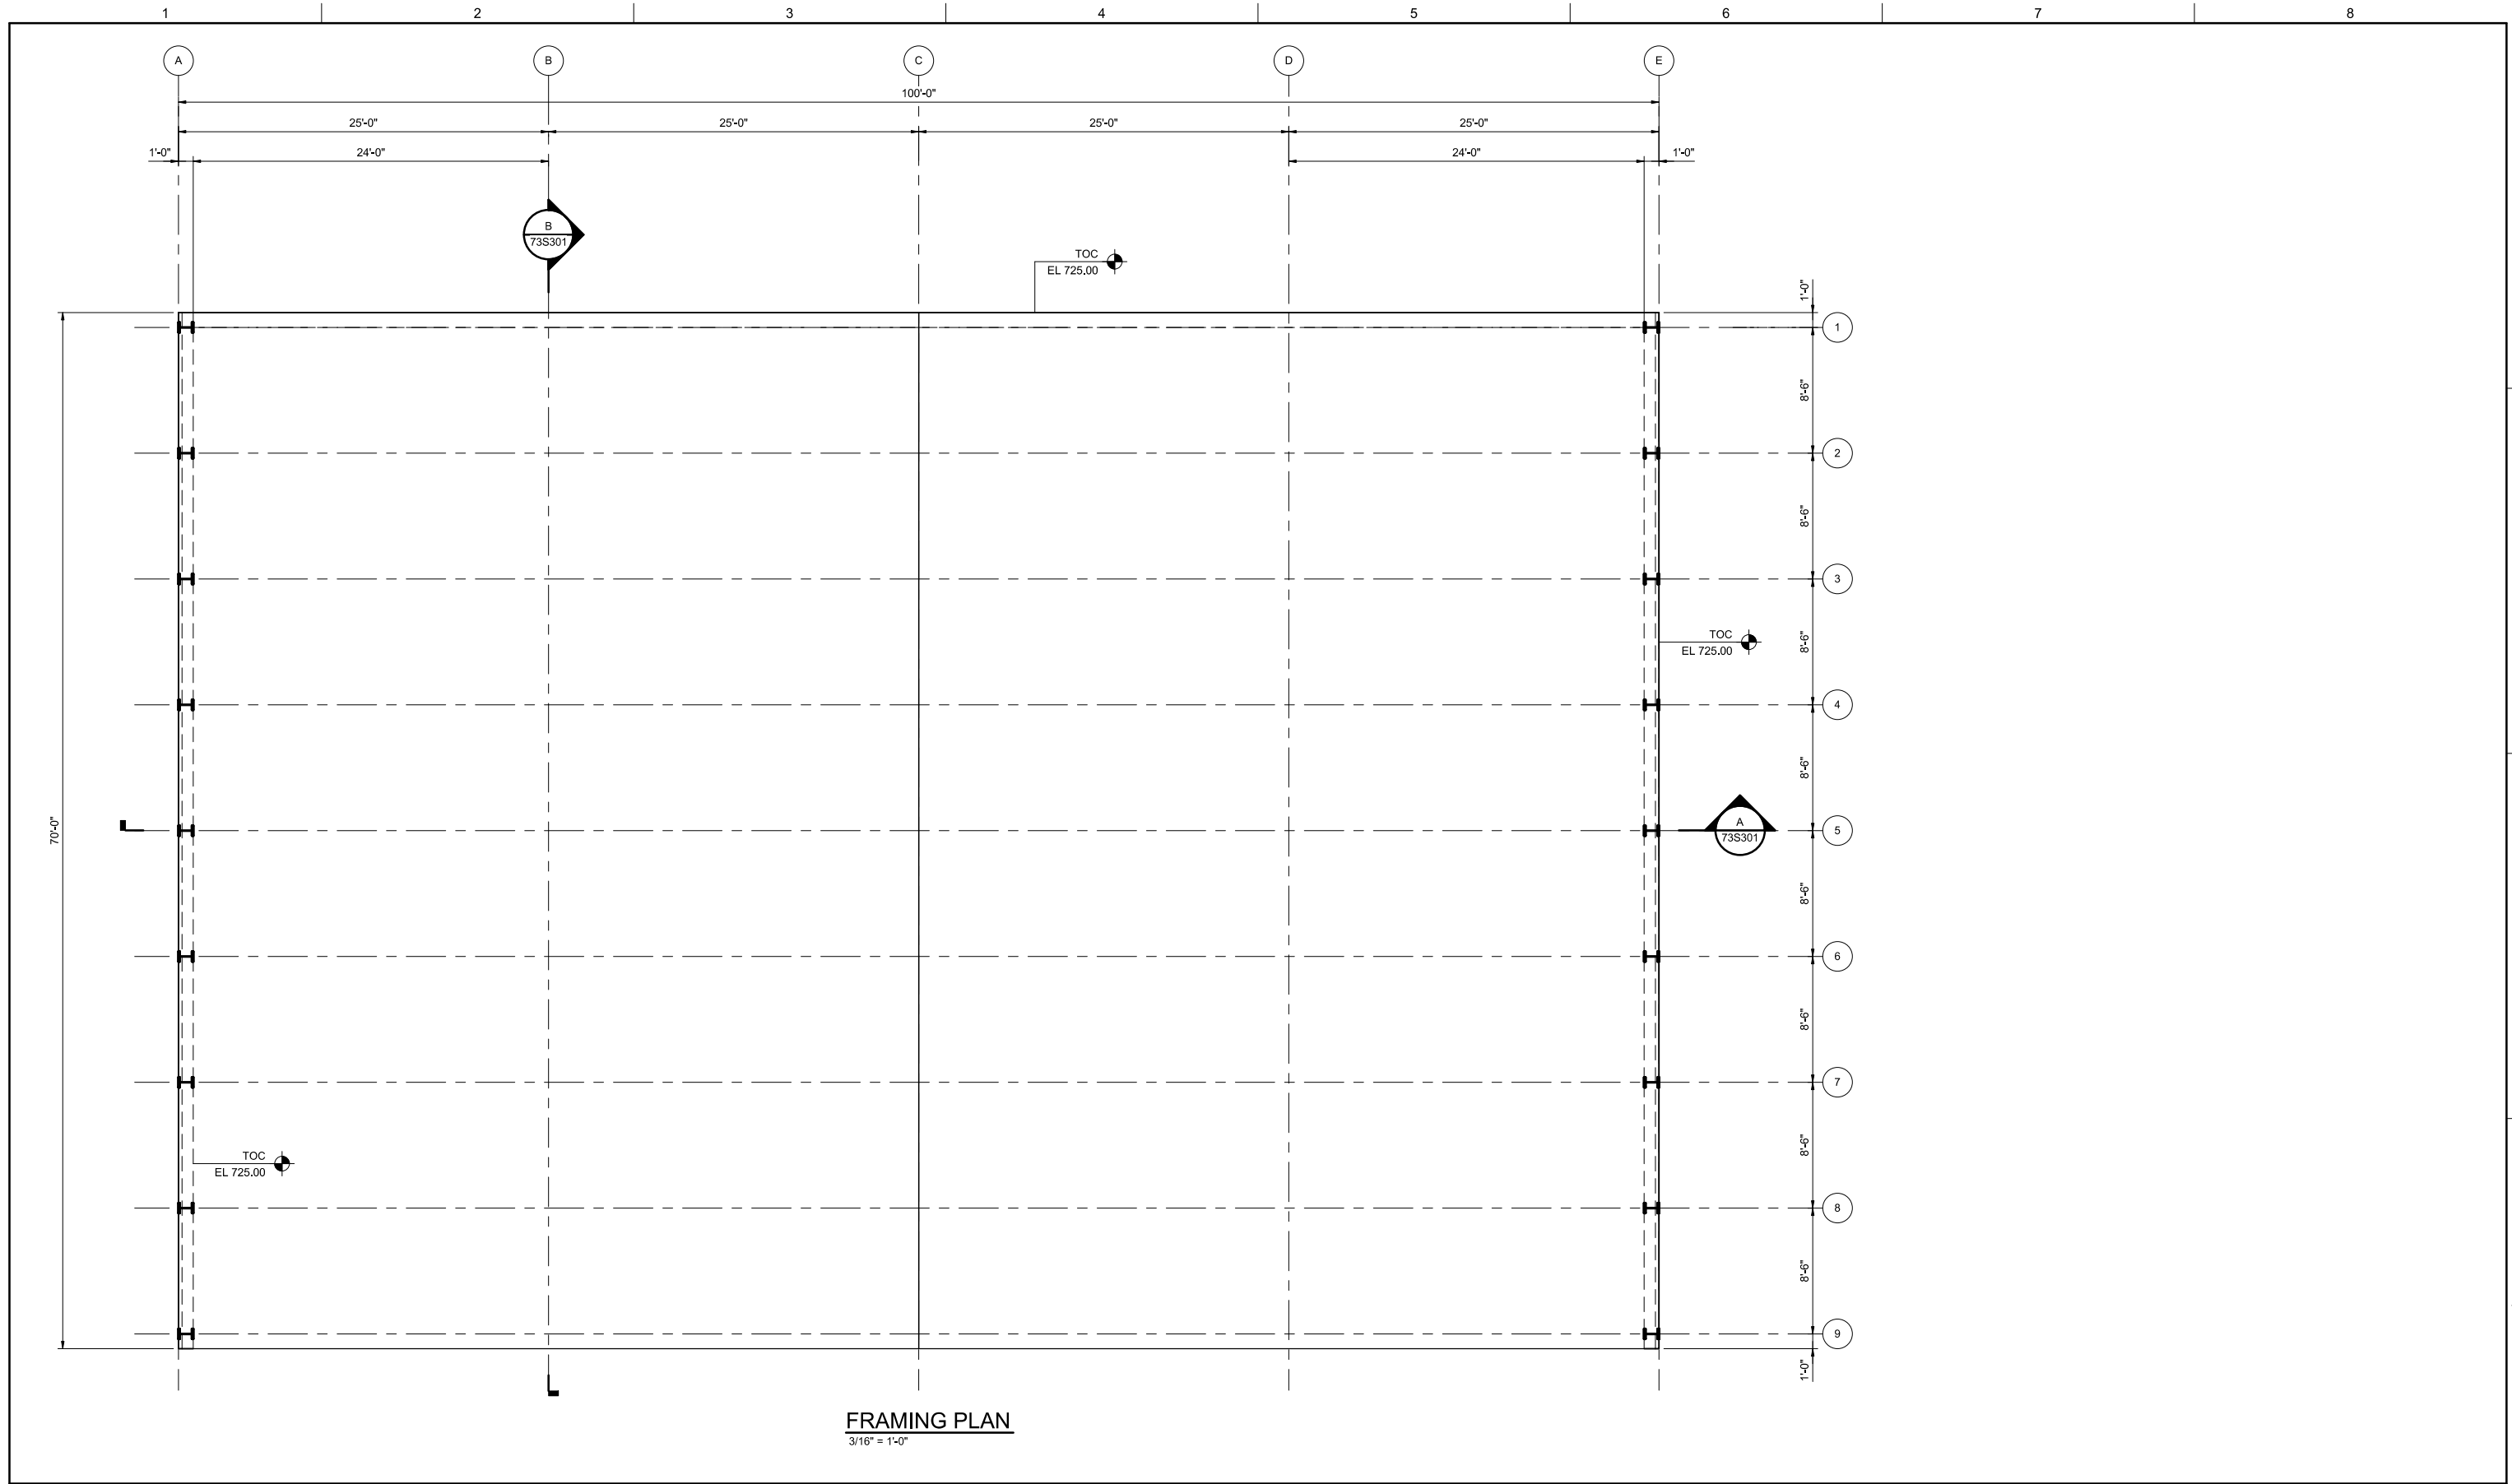 1 2 3 4 5 6 7 8
A B C D E
100'-0"
25'-0" 25'-0" 25'-0" 25'-0"
1'-0" 24'-0" 24'-0" 1'-0"
B
73S301
TOC
EL 725.00
1'-0"
1
8'-6"
2
8'-6"
3
8'-6"
TOC
EL 725.00
4
8'-6"
70'-0"
A
73S301
5
8'-6"
6
8'-6"
7
8'-6"
TOC
EL 725.00
8
8'-6"
9
1'-0"
FRAMING PLAN
3/16" = 1'-0"